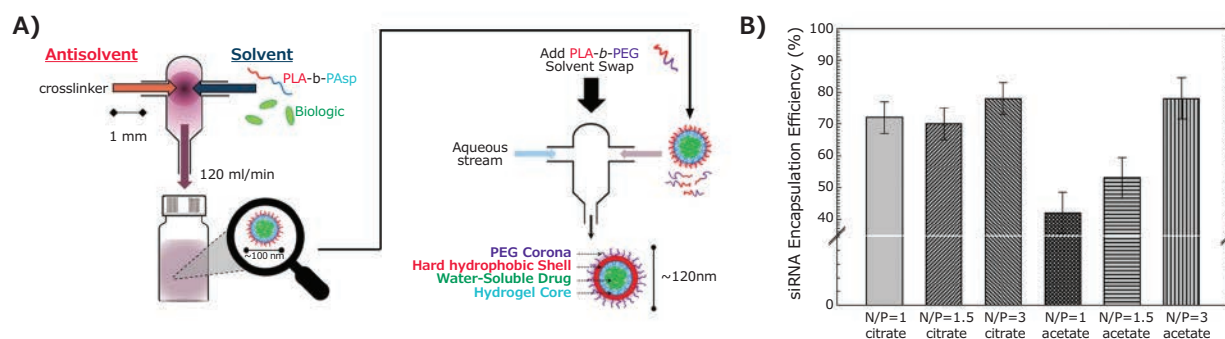 A)
Antisolvent
Solvent
crosslinker
PLA-b-PAsp
Biologic
1 mm
120 ml/min
~100 nm
Add PLA-b-PEG
Solvent Swap
Aqueous
stream
PEG Corona
Hard hydrophobic Shell
Water-Soluble Drug
Hydrogel Core
~120nm
B)
siRNA Encapsulation Efficiency (%)
80
70
60
50
40
0
N/P=1
citrate
N/P=1.5
citrate
N/P=3
citrate
N/P=1
acetate
N/P=1.5
acetate
N/P=3
acetate